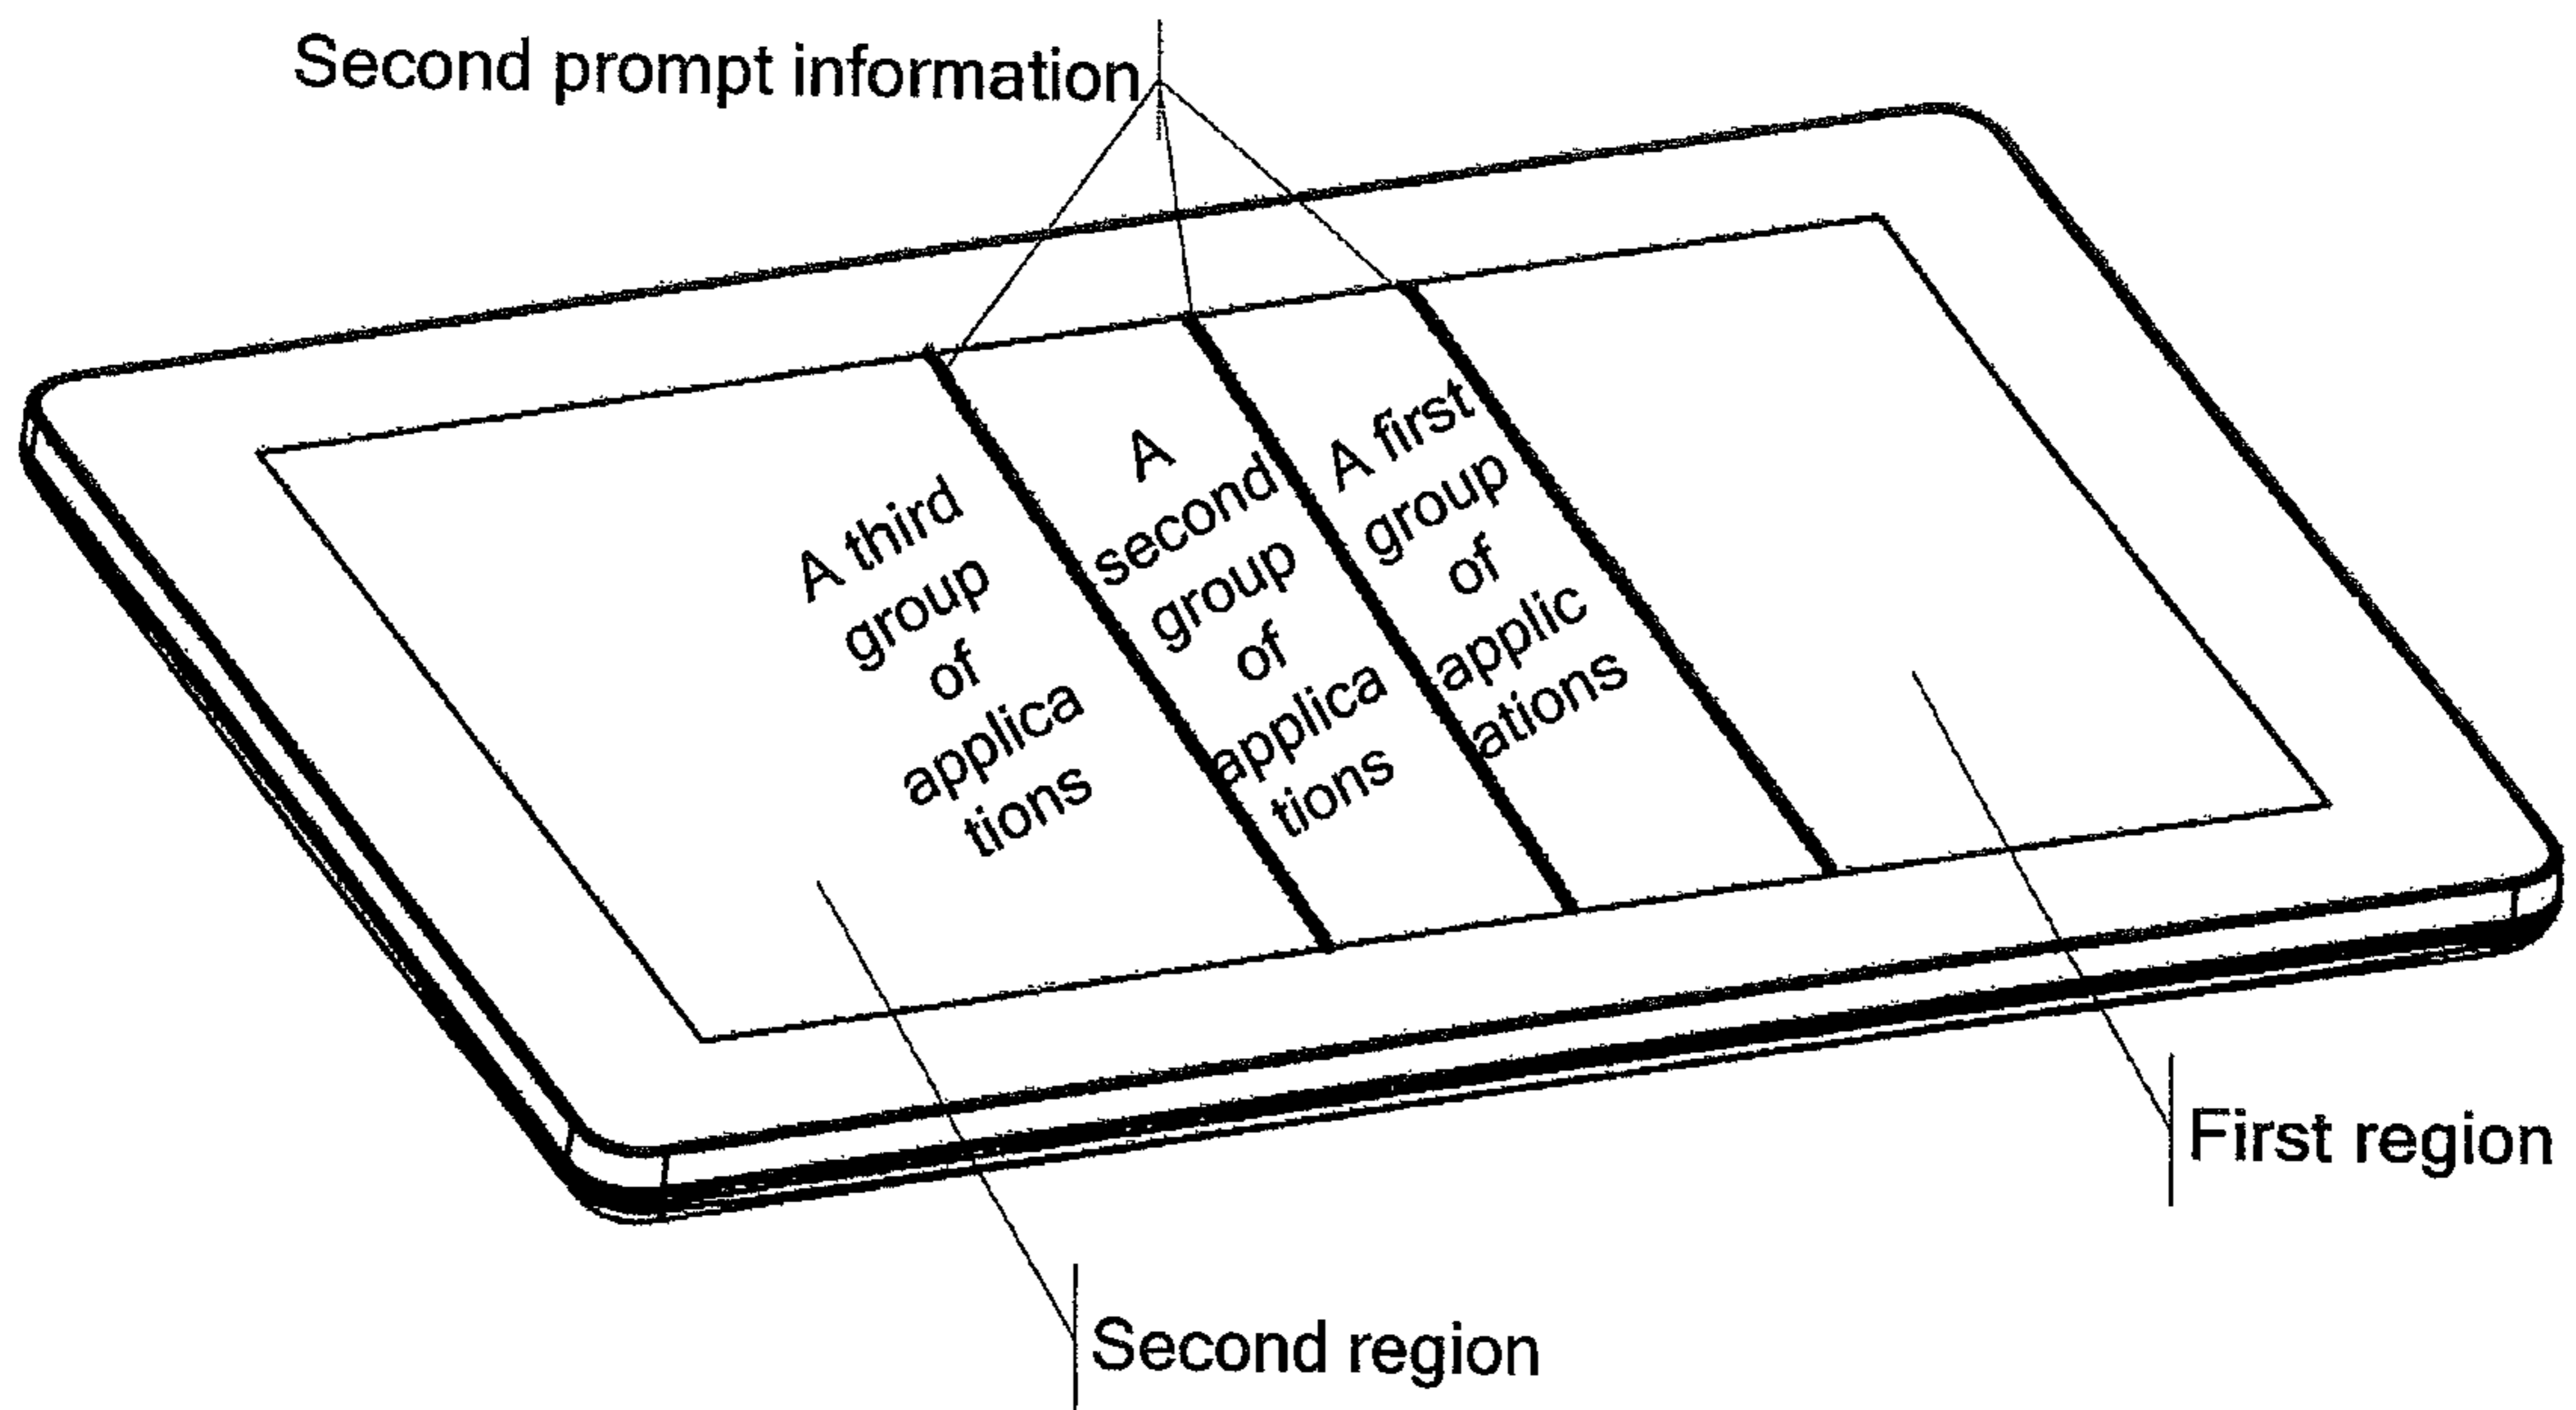 Second prompt information
A third
group
of
applica
tions
A
second
group
of
applica
tions
A first
group
of
applic
ations
First region
Second region